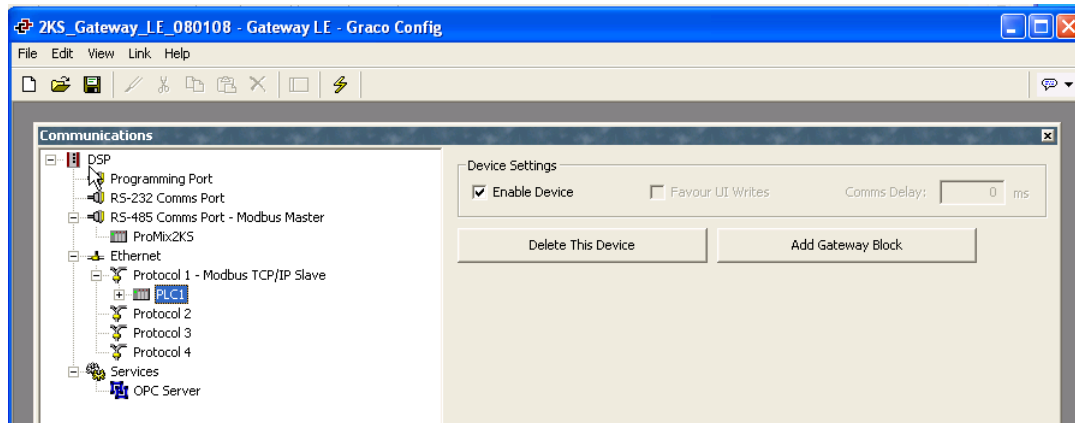 2KS_Gateway_LE_080108 - Gateway LE - Graco Config
File Edit View Link Help
Communications
DSP
Programming Port
RS-232 Comms Port
RS-485 Comms Port - Modbus Master
ProMix2KS
Ethernet
Protocol 1 - Modbus TCP/IP Slave
PLC1
Protocol 2
Protocol 3
Protocol 4
Services
OPC Server
Device Settings
Enable Device Favour UI Writes Comms Delay: 0 ms
Delete This Device Add Gateway Block